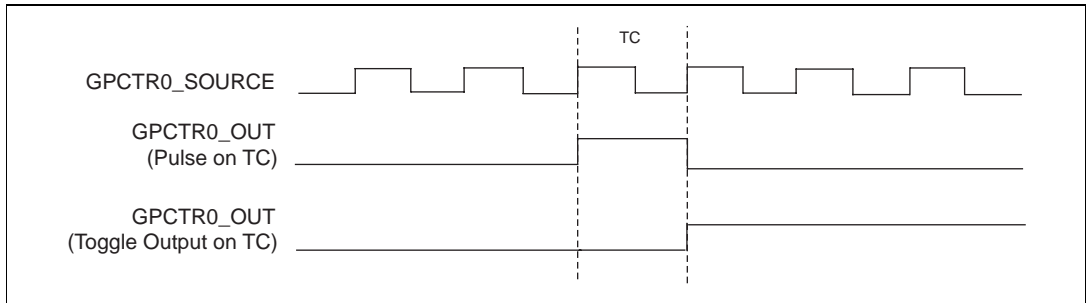 TC
GPCTR0_SOURCE
GPCTR0_OUT
(Pulse on TC)
GPCTR0_OUT
(Toggle Output on TC)